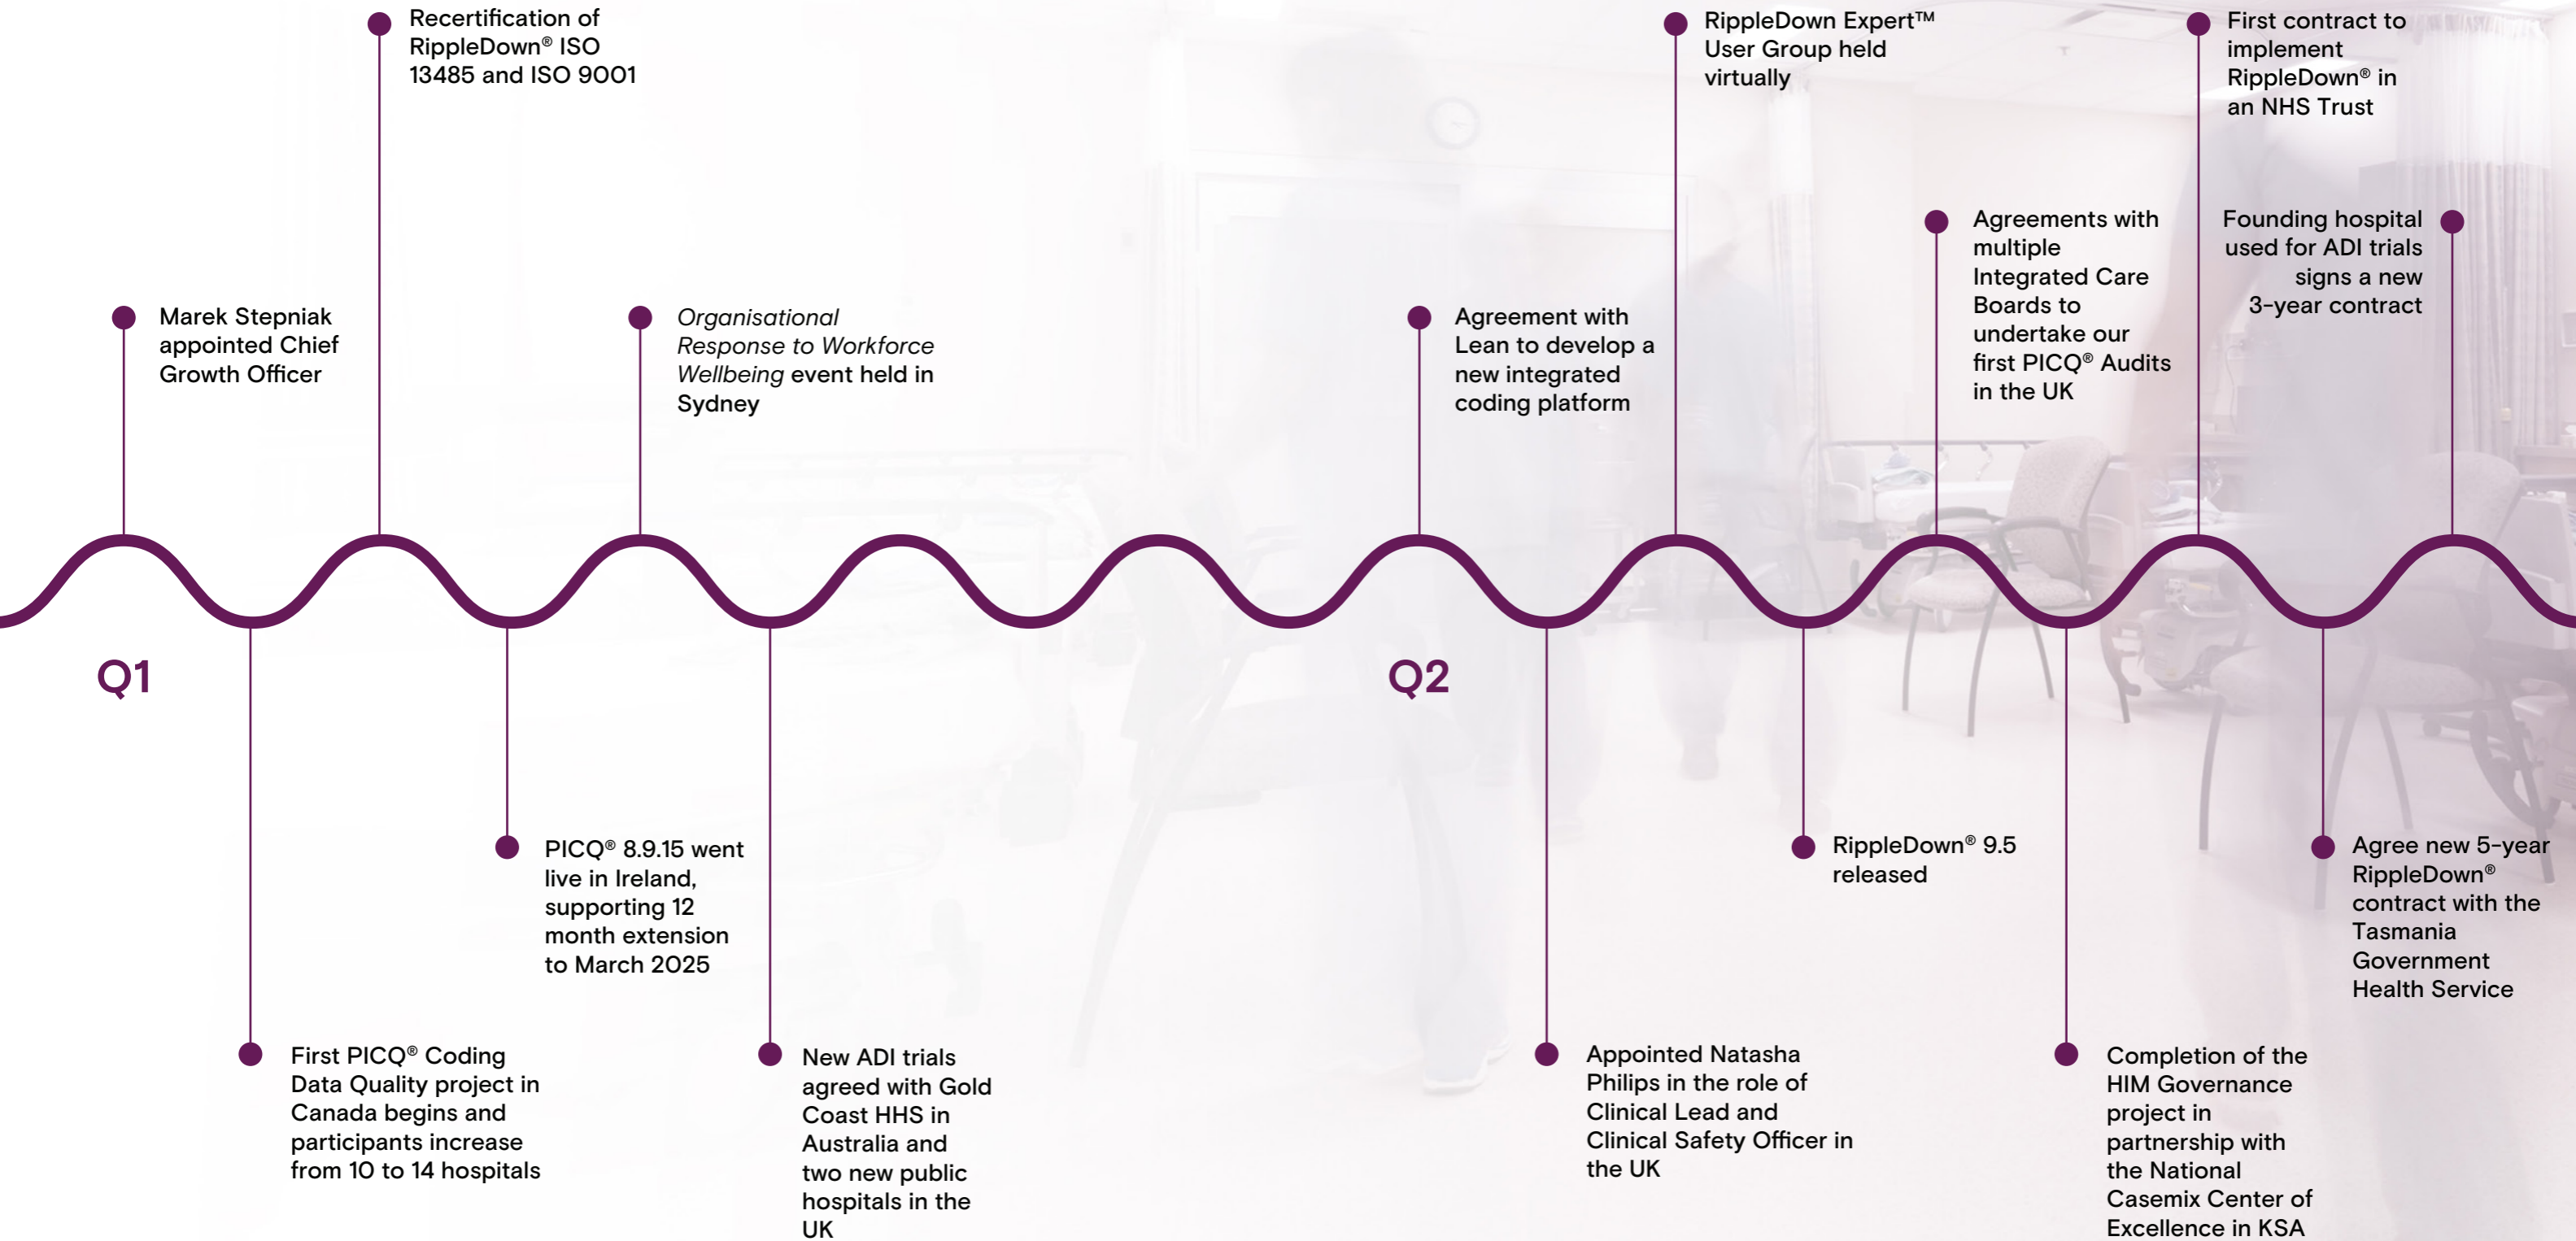 Recertification of
RippleDown® ISO
13485 and ISO 9001
RippleDown Expert™
User Group held
virtually
First contract to
implement
RippleDown® in
an NHS Trust
Marek Stepniak
appointed Chief
Growth Officer
Organisational
Response to Workforce
Wellbeing event held in
Sydney
Agreement with
Lean to develop a
new integrated
coding platform
Agreements with
multiple
Integrated Care
Boards to
undertake our
first PICQ® Audits
in the UK
Founding hospital
used for ADI trials
signs a new
3-year contract
Q1
Q2
First PICQ® Coding
Data Quality project in
Canada begins and
participants increase
from 10 to 14 hospitals
PICQ® 8.9.15 went
live in Ireland,
supporting 12
month extension
to March 2025
New ADI trials
agreed with Gold
Coast HHS in
Australia and
two new public
hospitals in the
UK
Appointed Natasha
Philips in the role of
Clinical Lead and
Clinical Safety Officer in
the UK
RippleDown® 9.5
released
Completion of the
HIM Governance
project in
partnership with
the National
Casemix Center of
Excellence in KSA
Agree new 5-year
RippleDown®
contract with the
Tasmania
Government
Health Service